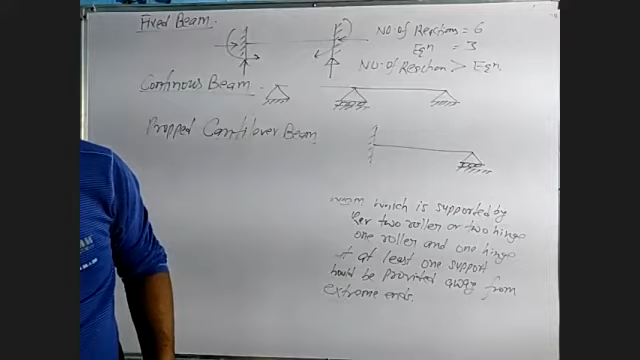 Fixed Beam.
NO. of Reactions = 6
Eqn = 3
NO. of Reaction > Eqn.
Continous Beam.
Propped Cantilever Beam
which is supported by
two roller or two hinge
one roller and one hinge
at least one support
should be provided away from
extreme ends.